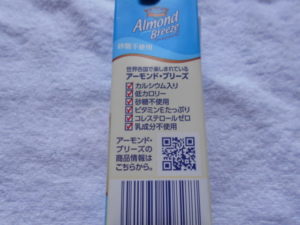 Almond
Breeze
砂糖不使用
世界各国で楽しまれている
アーモンド・ブリーズ
カルシウム入り
低カロリー
砂糖不使用
ビタミンEたっぷり
コレステロールゼロ
乳成分不使用
アーモンド・
ブリーズの
商品情報は
こちらから。